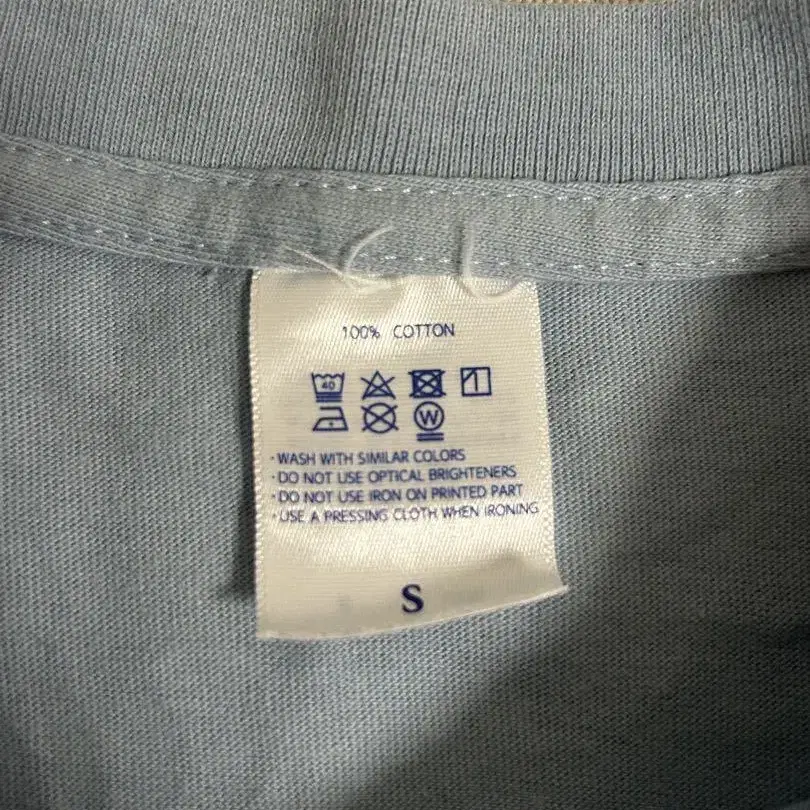 100% COTTON
40
W
·WASH WITH SIMILAR COLORS
·DO NOT USE OPTICAL BRIGHTENERS
·DO NOT USE IRON ON PRINTED PART
·USE A PRESSING CLOTH WHEN IRONING
S